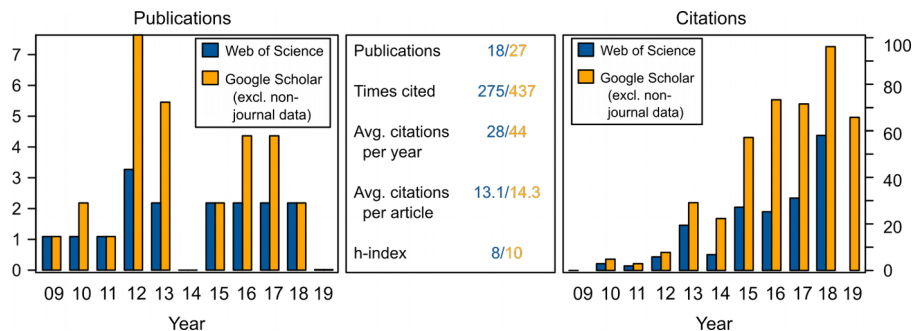 Publications
7
6
5
4
3
2
1
0
Web of Science
Google Scholar
(excl. non-
journal data)
09 10 11 12 13 14 15 16 17 18 19
Year
Publications 18/27
Times cited 275/437
Avg. citations 28/44
per year
Avg. citations 13.1/14.3
per article
h-index 8/10
Citations
Web of Science
Google Scholar
(excl. non-
journal data)
100
80
60
40
20
0
09 10 11 12 13 14 15 16 17 18 19
Year